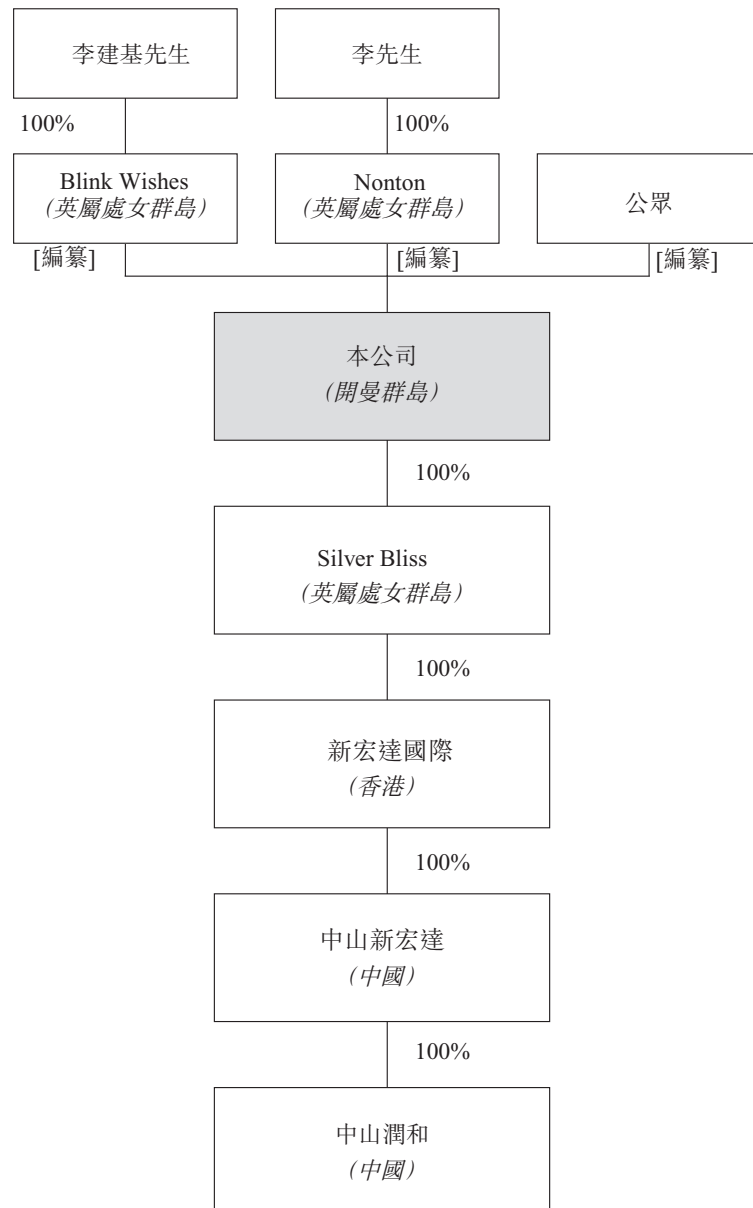 李建基先生
李先生
100%
100%
Blink Wishes
(英屬處女群島)
Nonton
(英屬處女群島)
公眾
[編纂]
[編纂]
[編纂]
本公司
(開曼群島)
100%
Silver Bliss
(英屬處女群島)
100%
新宏達國際
(香港)
100%
中山新宏達
(中國)
100%
中山潤和
(中國)